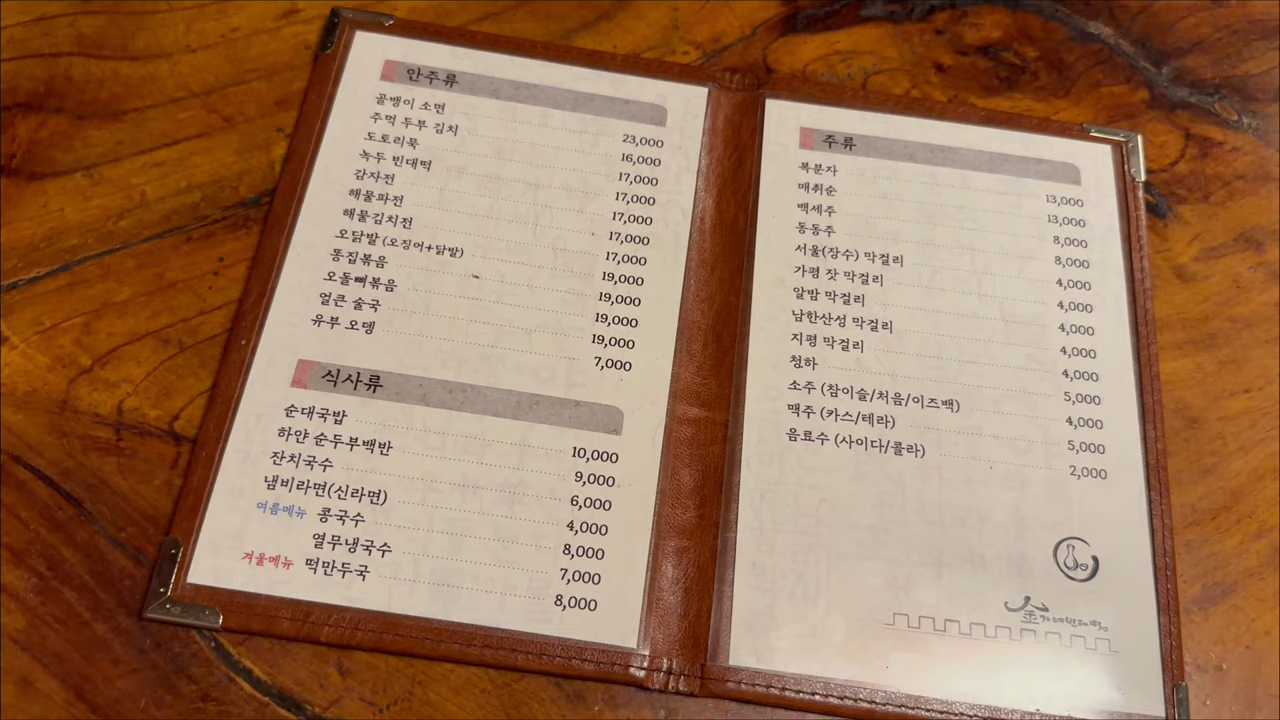 안주류
골뱅이 소면 23,000
주먹 두부 김치 16,000
도토리묵 17,000
녹두 빈대떡 17,000
감자전 17,000
해물파전 17,000
해물김치전 17,000
오닭발 (오징어+닭발) 19,000
똥집볶음 19,000
오돌뼈볶음 19,000
얼큰 술국 19,000
유부 오뎅 7,000
식사류
순대국밥 10,000
하얀 순두부백반 9,000
잔치국수 6,000
냄비라면(신라면) 4,000
여름메뉴 콩국수 8,000
열무냉국수 7,000
겨울메뉴 떡만두국 8,000
주류
복분자 13,000
매취순 13,000
백세주 8,000
동동주 8,000
서울(장수) 막걸리 4,000
가평 잣 막걸리 4,000
알밤 막걸리 4,000
남한산성 막걸리 4,000
지평 막걸리 4,000
청하 5,000
소주 (참이슬/처음/이즈백) 4,000
맥주 (카스/테라) 5,000
음료수 (사이다/콜라) 2,000
金가네빈대떡